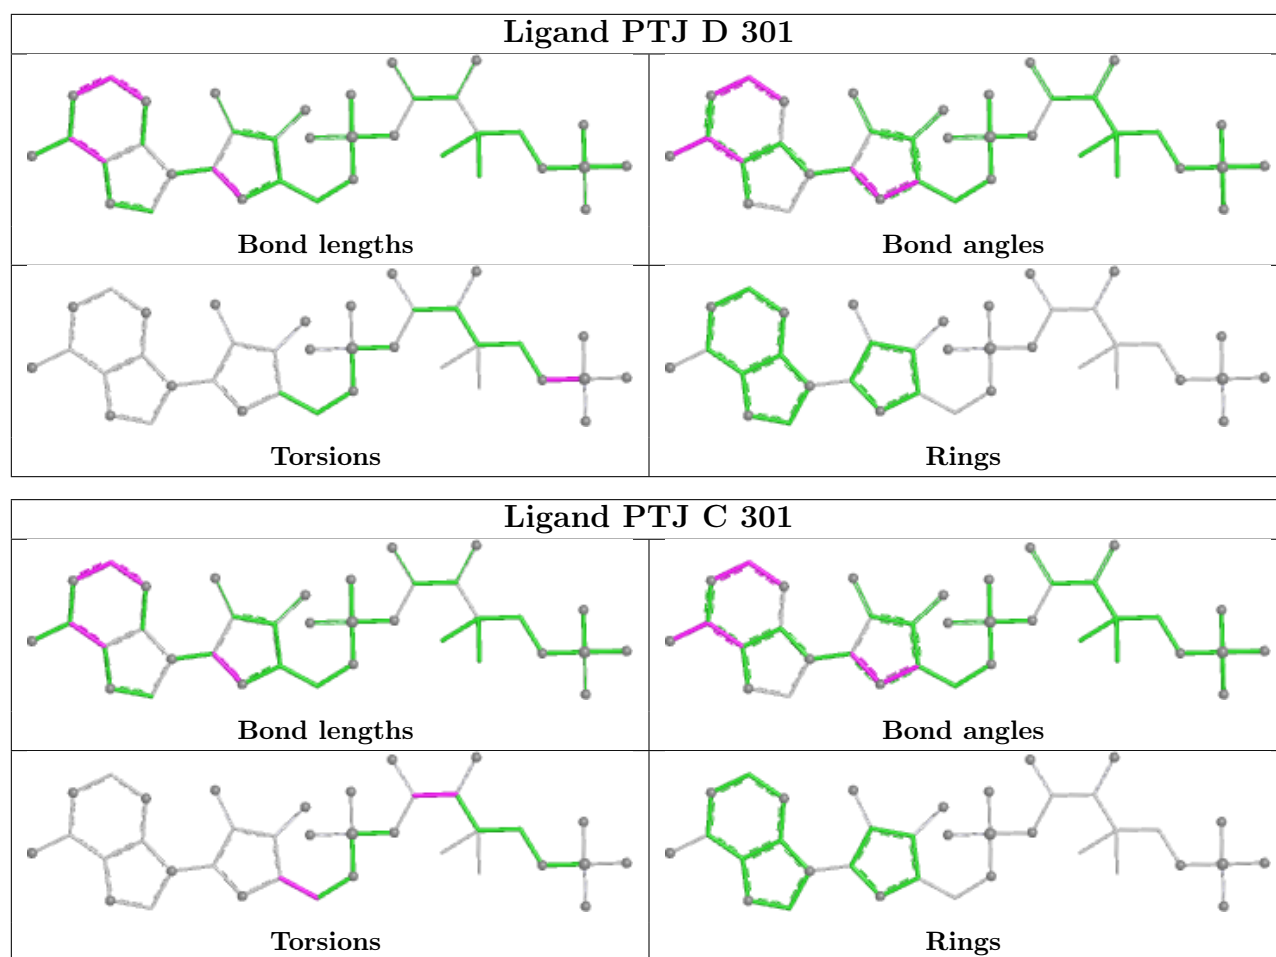 Ligand PTJ D 301
Bond lengths
Bond angles
Torsions
Rings
Ligand PTJ C 301
Bond lengths
Bond angles
Torsions
Rings